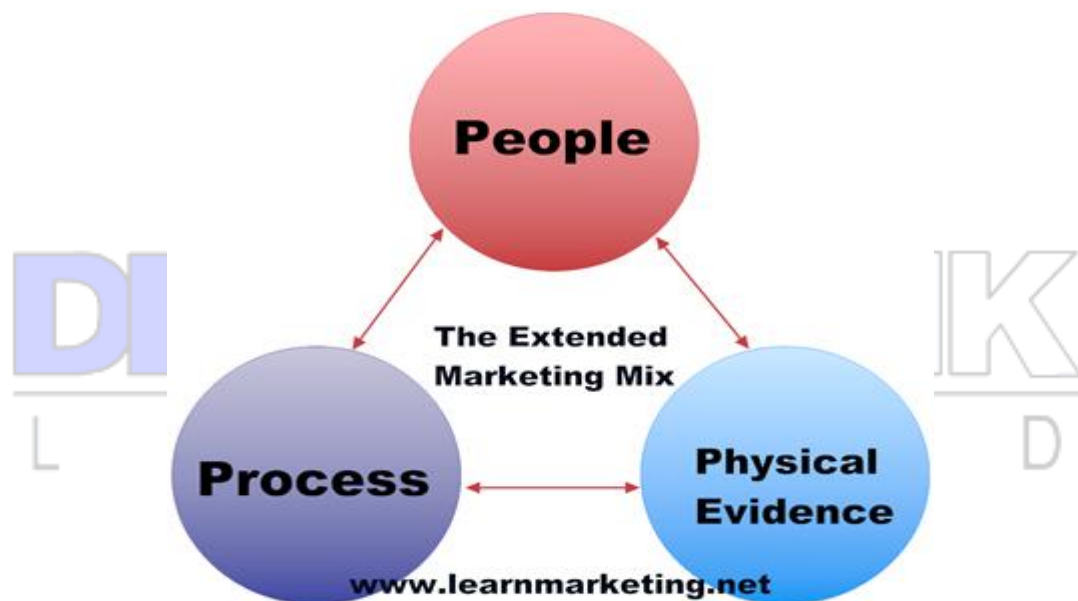 People
The Extended
Marketing Mix
Process
Physical
Evidence
www.learnmarketing.net